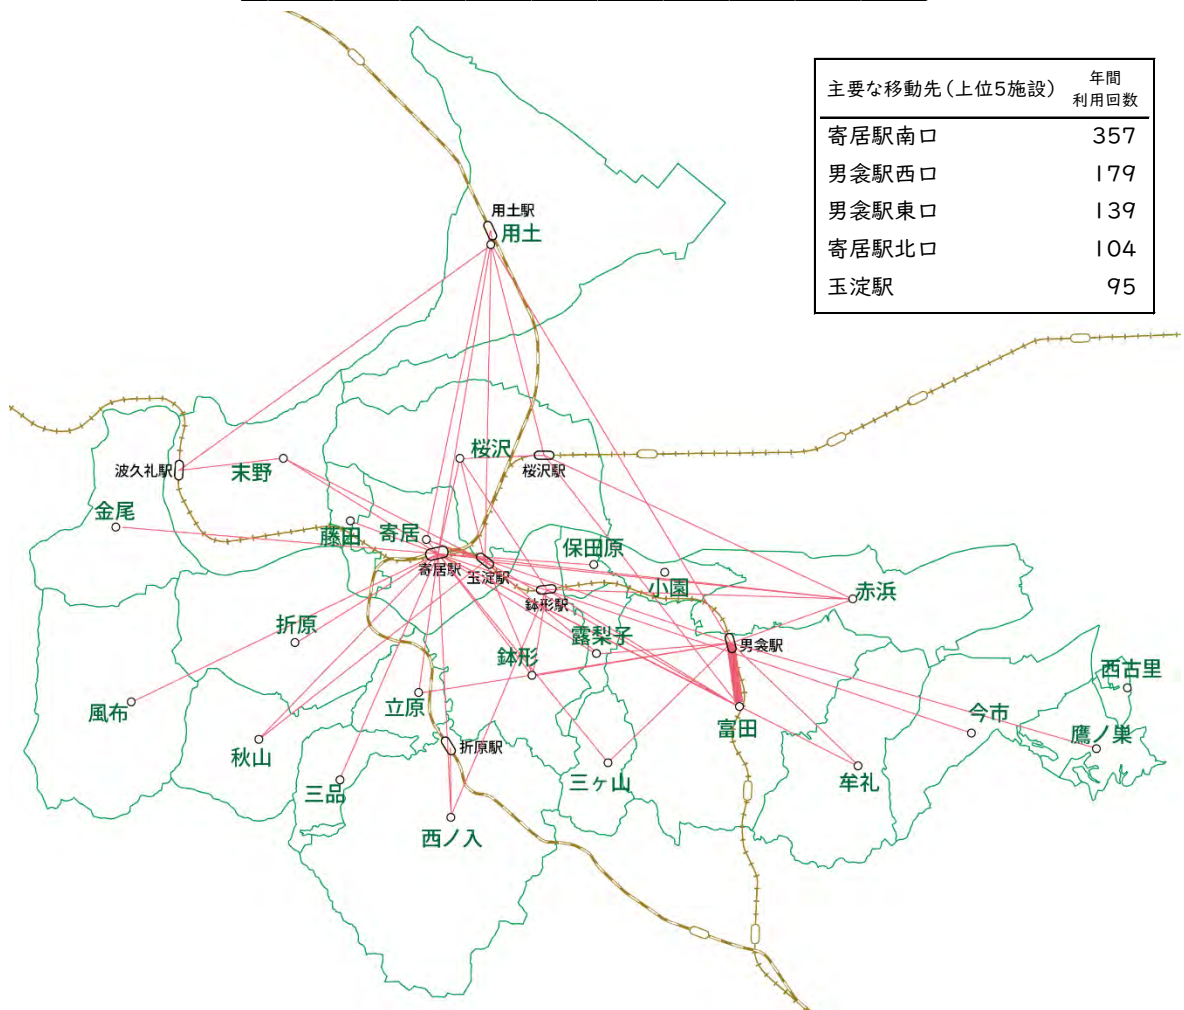 主要な移動先(上位5施設) 年間利用回数
寄居駅南口 357
男衾駅西口 179
男衾駅東口 139
寄居駅北口 104
玉淀駅 95
用土駅
用土
桜沢
桜沢駅
波久礼駅
末野
金尾
藤田
寄居
寄居駅
玉淀駅
保田原
小園
鉢形駅
赤浜
折原
露梨子
男衾駅
鉢形
西古里
風布
立原
富田
今市
鷹ノ巣
秋山
折原駅
三品
三ヶ山
牟礼
西ノ入